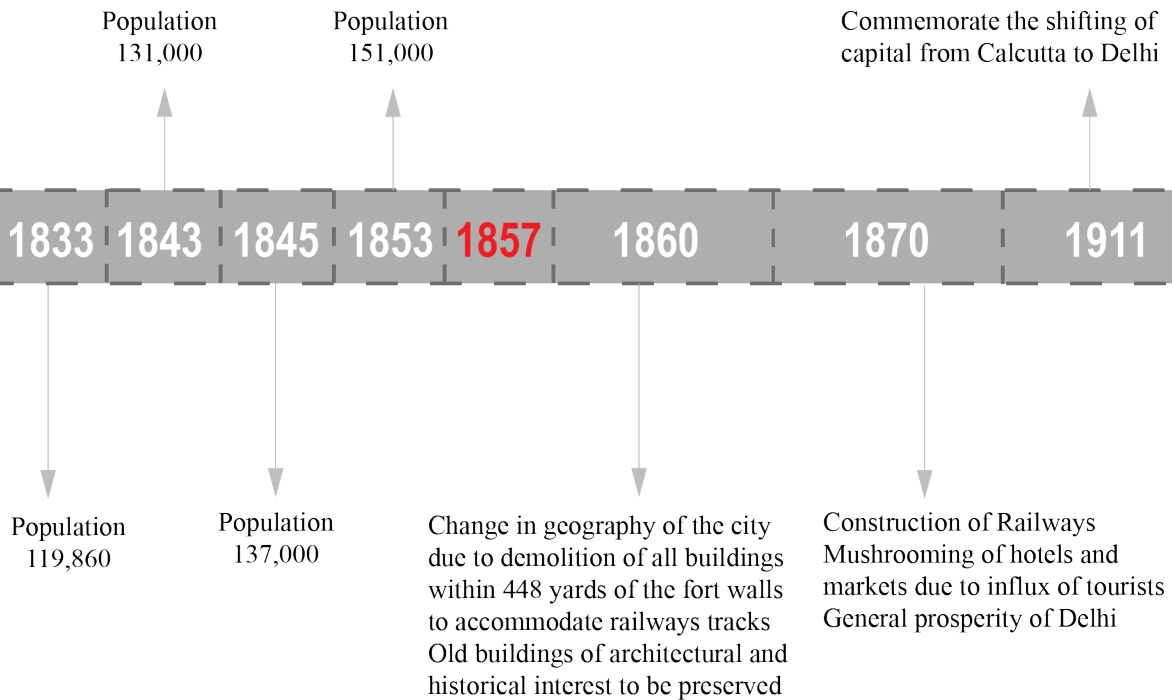 Population
131,000
Population
151,000
Commemorate the shifting of
capital from Calcutta to Delhi
1833 1843 1845 1853 1857 1860 1870 1911
Population
119,860
Population
137,000
Change in geography of the city
due to demolition of all buildings
within 448 yards of the fort walls
to accommodate railways tracks
Old buildings of architectural and
historical interest to be preserved
Construction of Railways
Mushrooming of hotels and
markets due to influx of tourists
General prosperity of Delhi